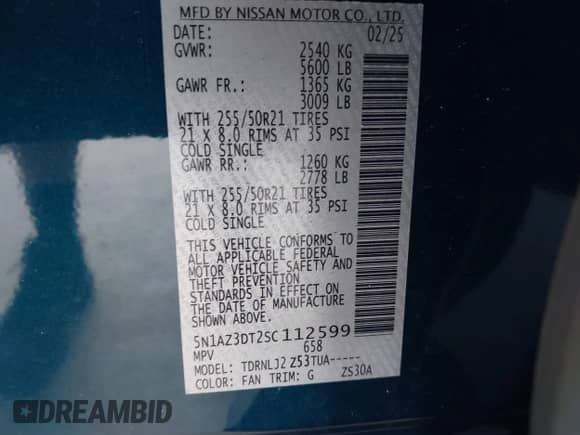 MFD BY NISSAN MOTOR CO., LTD.
DATE: 02/25
GVWR: 2540 KG
5600 LB
GAWR FR.: 1365 KG
3009 LB
WITH 255/50R21 TIRES
21 X 8.0 RIMS AT 35 PSI
COLD SINGLE
GAWR RR.: 1260 KG
2778 LB
WITH 255/50R21 TIRES
21 X 8.0 RIMS AT 35 PSI
COLD SINGLE
THIS VEHICLE CONFORMS TO
ALL APPLICABLE FEDERAL
MOTOR VEHICLE SAFETY AND
THEFT PREVENTION
STANDARDS IN EFFECT ON
THE DATE OF MANUFACTURE
SHOWN ABOVE.
5N1AZ3DT2SC112599
MPV 658
MODEL: TDRNLJ2 Z53TUA-----
COLOR: FAN TRIM: G ZS30A
DREAMBID